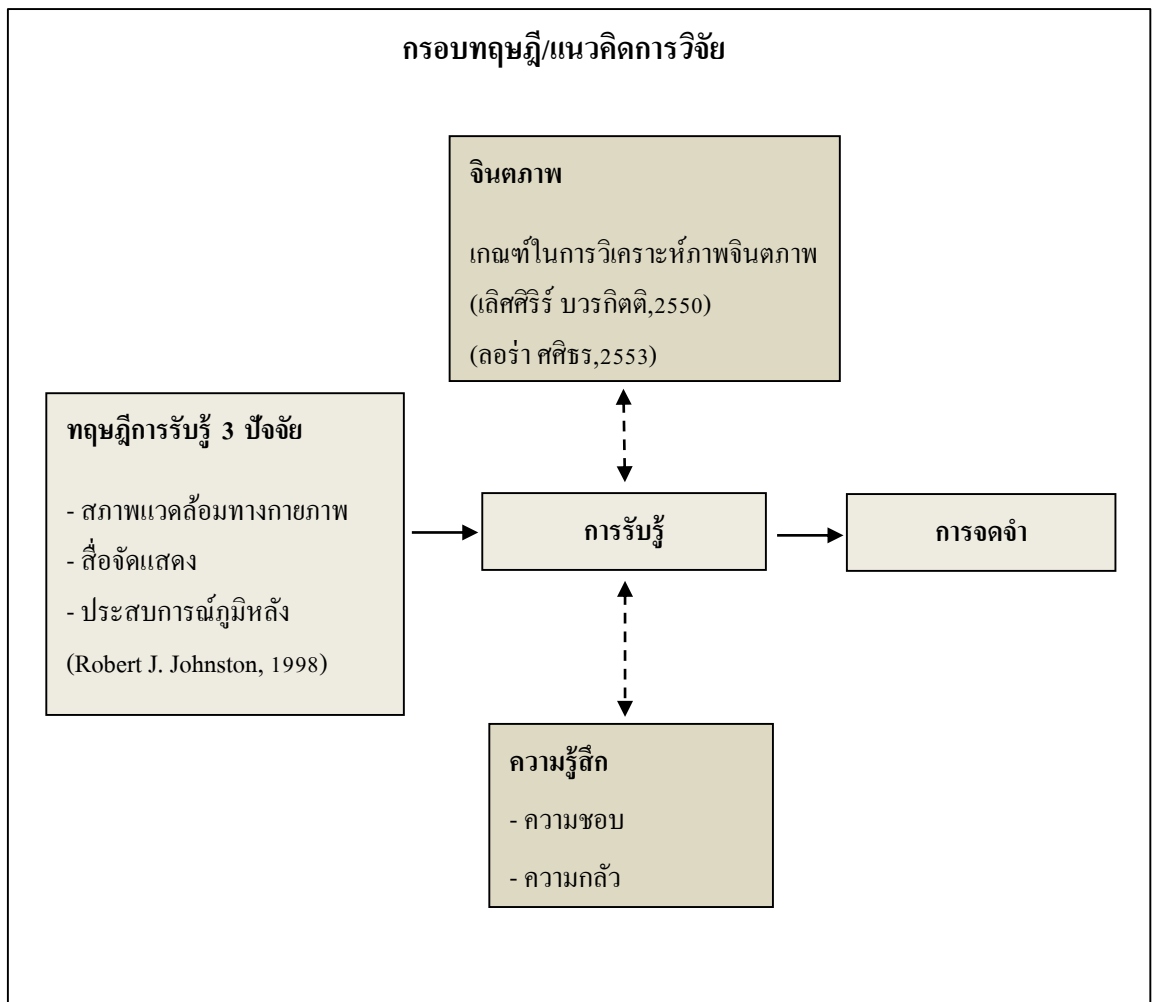 กรอบทฤษฎี/แนวคิดการวิจัย
จินตภาพ
เกณฑ์ในการวิเคราะห์ภาพจินตภาพ
(เลิศศิริร์ บวรกิตติ,2550)
(ลอร่า ศศิธร,2553)
ทฤษฎีการรับรู้ 3 ปัจจัย
- สภาพแวดล้อมทางกายภาพ
- สื่อจัดแสดง
- ประสบการณ์ภูมิหลัง
(Robert J. Johnston, 1998)
การรับรู้
การจดจำ
ความรู้สึก
- ความชอบ
- ความกลัว